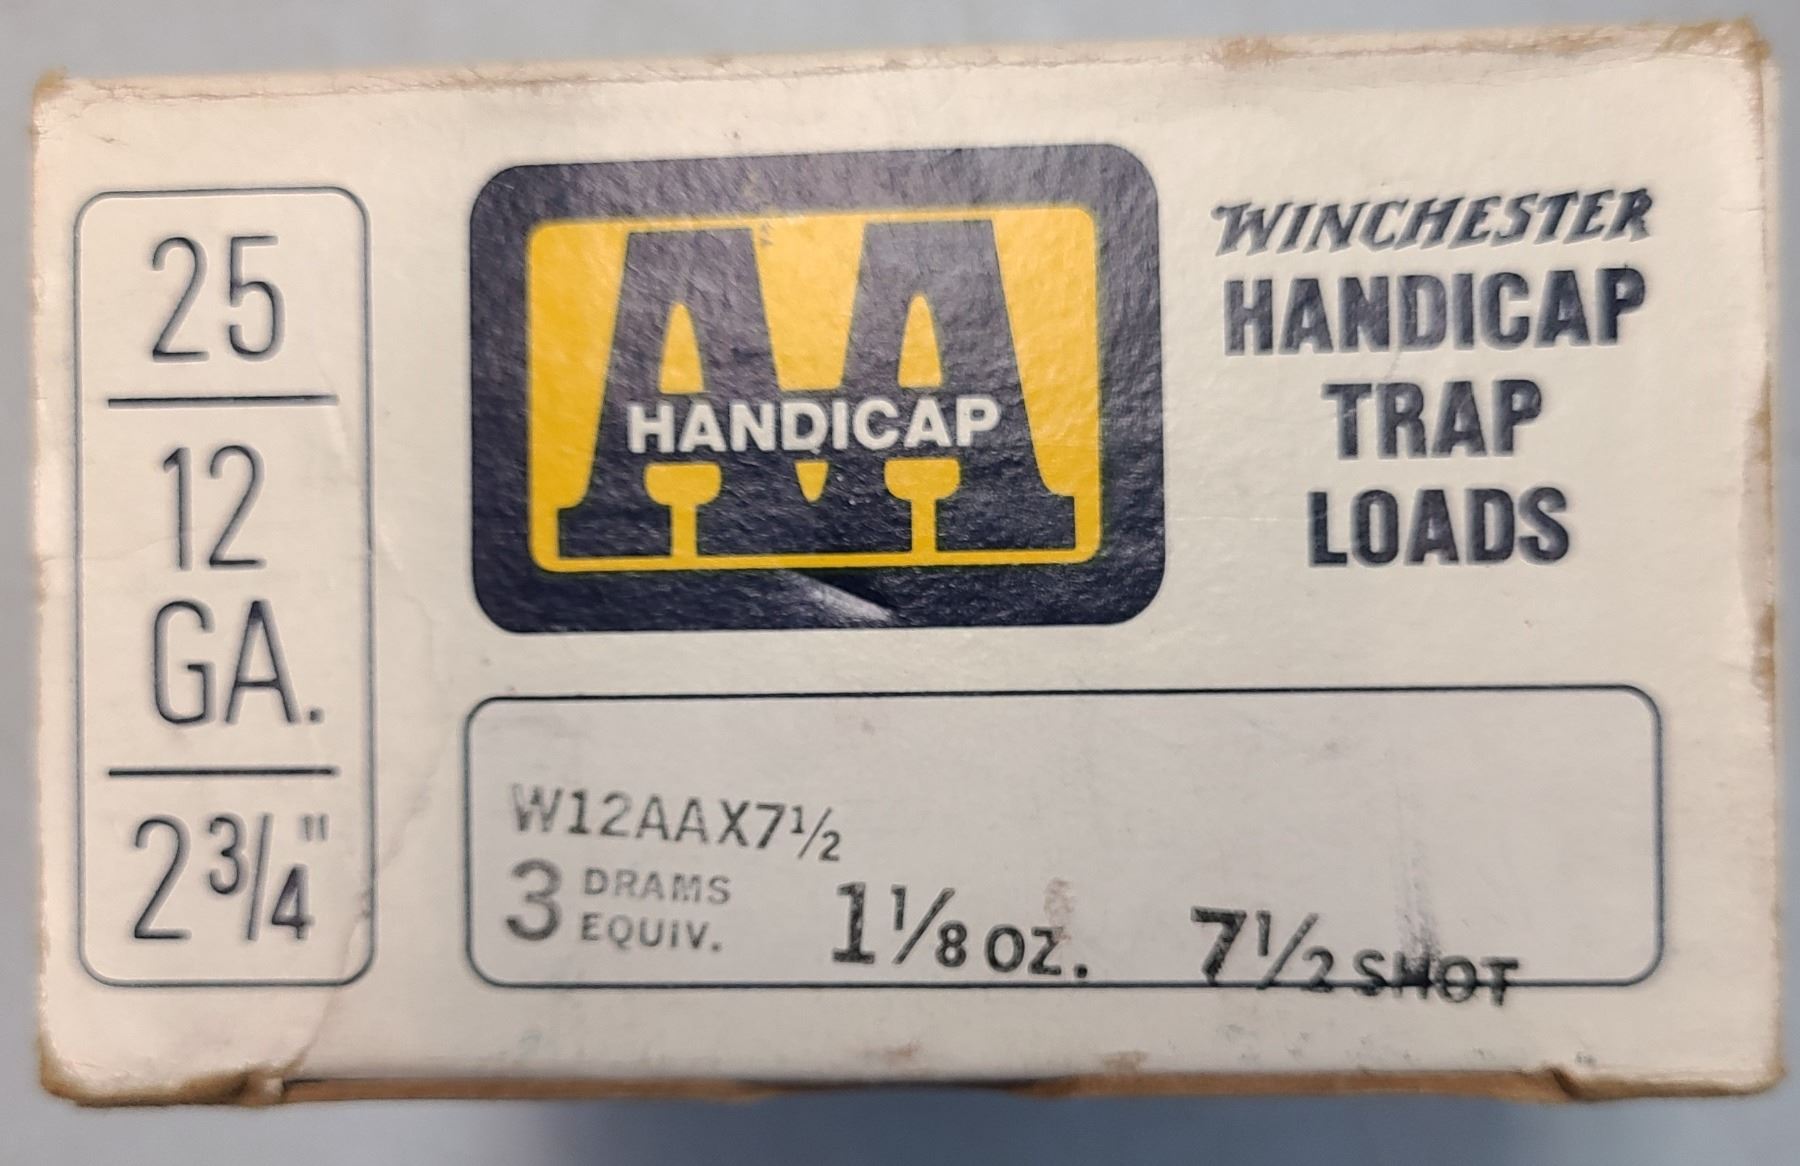 25
12
GA.
2 3/4"
AA
HANDICAP
WINCHESTER
HANDICAP
TRAP
LOADS
W12AAX7½
3 DRAMS
EQUIV.
1⅛ OZ.
7½ SHOT